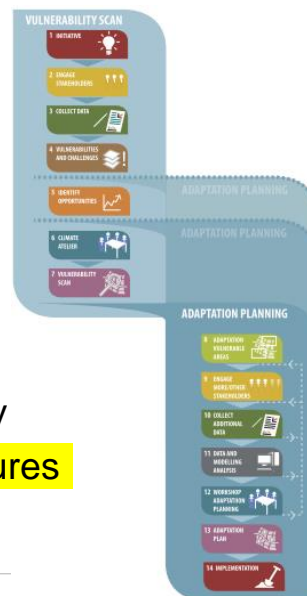 VULNERABILITY SCAN
1 INITIATIVE
2 ENGAGE
STAKEHOLDERS
3 COLLECT DATA
4 VULNERABILITIES
AND CHALLENGES
5 IDENTIFY
OPPORTUNITIES
ADAPTATION PLANNING
ADAPTATION PLANNING
6 CLIMATE
ATELIER
7 VULNERABILITY
SCAN
ADAPTATION PLANNING
8 ADAPTATION
VULNERABLE
AREAS
9 ENGAGE
MORE/OTHER
STAKEHOLDERS
10 COLLECT
ADDITIONAL
DATA
11 DATA AND
MODELLING
ANALYSIS
12 WORKSHOP
ADAPTATION
PLANNING
13 ADAPTATION
PLAN
14 IMPLEMENTATION
y
ures